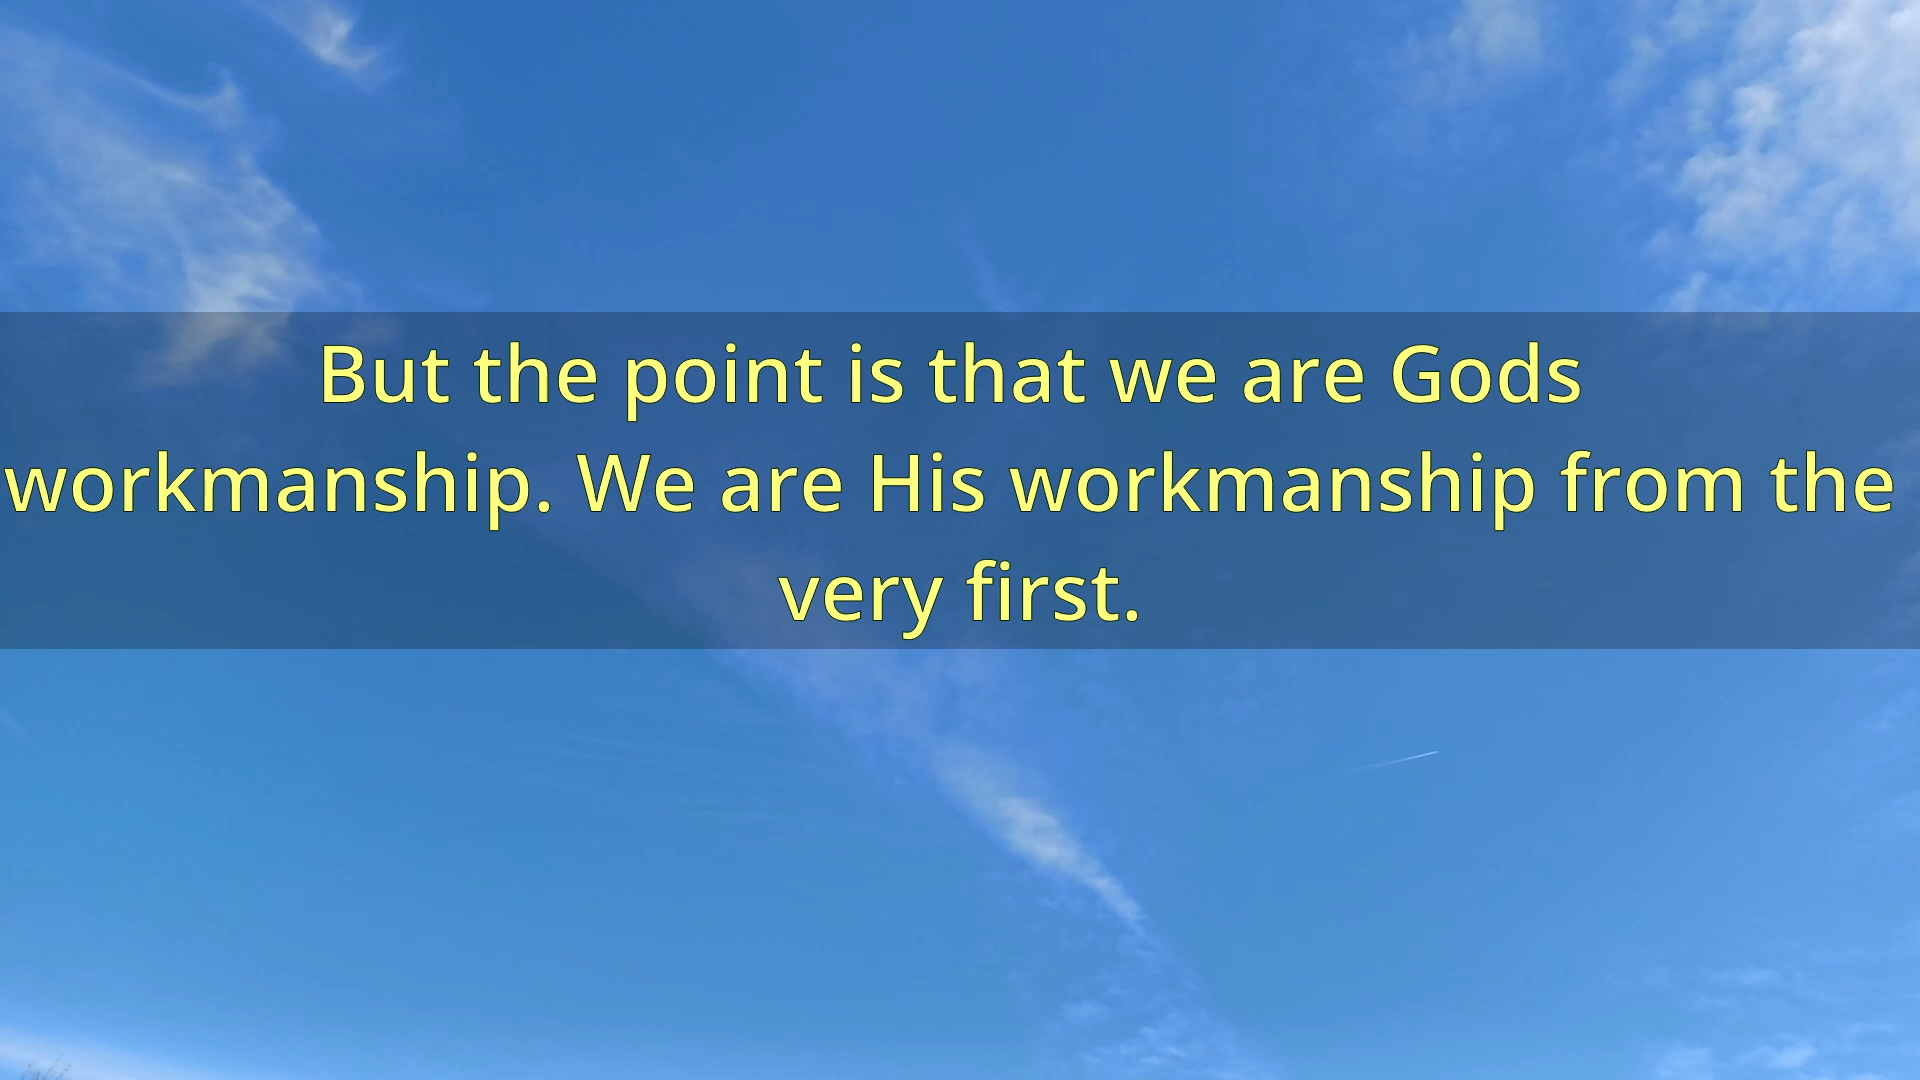 But the point is that we are Gods
workmanship. We are His workmanship from the
very first.